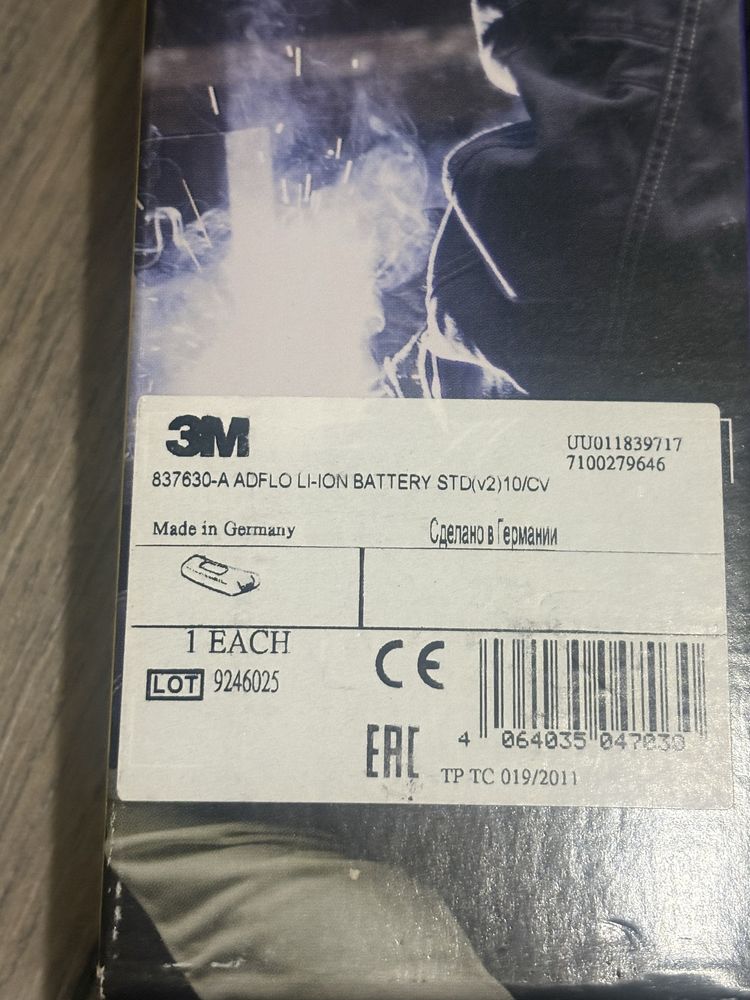 3M
UU011839717
7100279646
837630-A ADFLO LI-ION BATTERY STD(v2)10/CV
Made in Germany
Сделано в Германии
1 EACH
CE
LOT 9246025
4 064035 047030
EAC
TP TC 019/2011